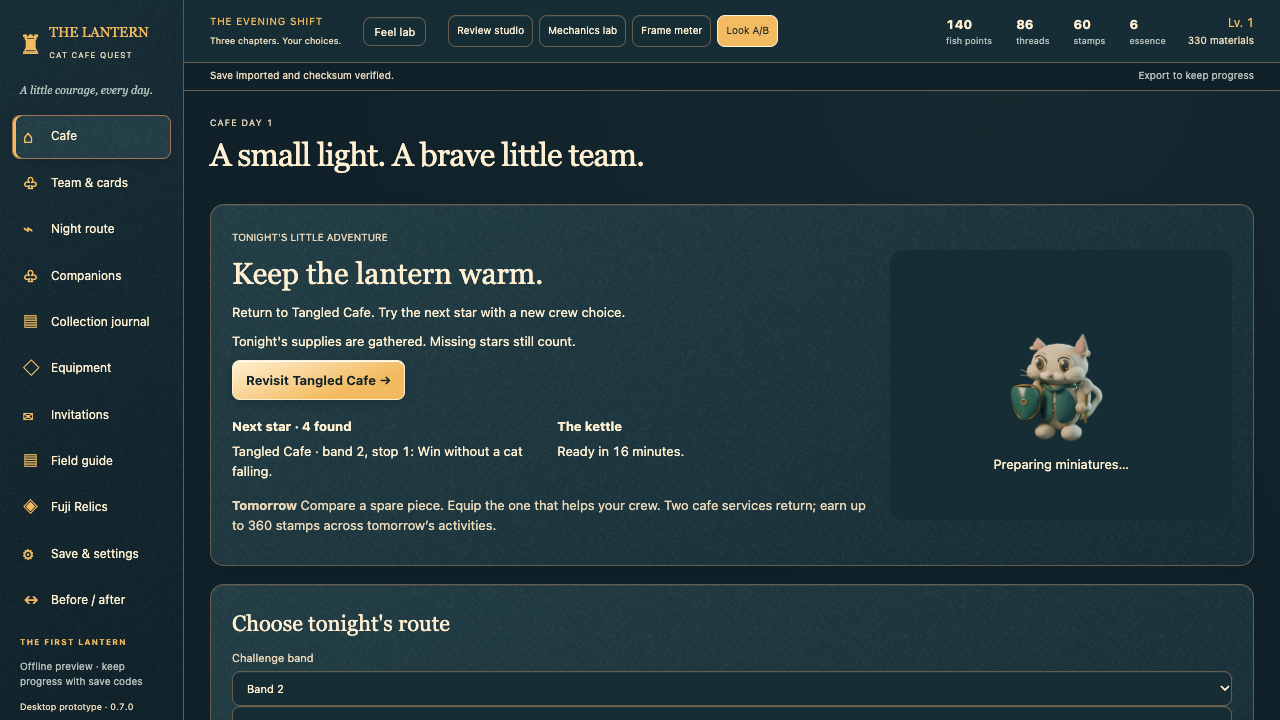 THE LANTERN
CAT CAFE QUEST
A little courage, every day.
Cafe
Team & cards
Night route
Companions
Collection journal
Equipment
Invitations
Field guide
Fuji Relics
Save & settings
Before / after
THE FIRST LANTERN
Offline preview · keep
progress with save codes
Desktop prototype · 0.7.0
THE EVENING SHIFT
Three chapters. Your choices.
Feel lab
Review studio
Mechanics lab
Frame meter
Look A/B
140 fish points
86 threads
60 stamps
6 essence
Lv. 1
330 materials
Save imported and checksum verified.
Export to keep progress
CAFE DAY 1
A small light. A brave little team.
TONIGHT'S LITTLE ADVENTURE
Keep the lantern warm.
Return to Tangled Cafe. Try the next star with a new crew choice.
Tonight's supplies are gathered. Missing stars still count.
Revisit Tangled Cafe →
Next star · 4 found
Tangled Cafe · band 2, stop 1: Win without a cat
falling.
The kettle
Ready in 16 minutes.
Tomorrow Compare a spare piece. Equip the one that helps your crew. Two cafe services return; earn up
to 360 stamps across tomorrow’s activities.
Preparing miniatures...
Choose tonight's route
Challenge band
Band 2